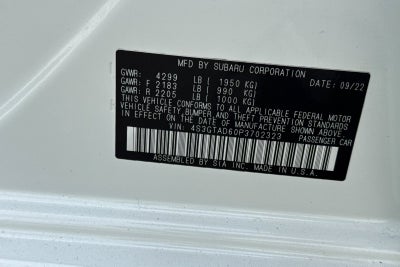 MFD BY SUBARU CORPORATION DATE: 09/22
GVWR: 4299 LB ( 1950 KG)
GAWR: F 2183 LB ( 990 KG)
GAWR: R 2205 LB ( 1000 KG)
THIS VEHICLE CONFORMS TO ALL APPLICABLE FEDERAL MOTOR
VEHICLE SAFETY, BUMPER, AND THEFT PREVENTION STANDARDS
IN EFFECT ON THE DATE OF MANUFACTURE SHOWN ABOVE.
VIN: 4S3GTAD60P3702323 PASSENGER CAR
ASSEMBLED BY SIA INC. MADE IN U.S.A.